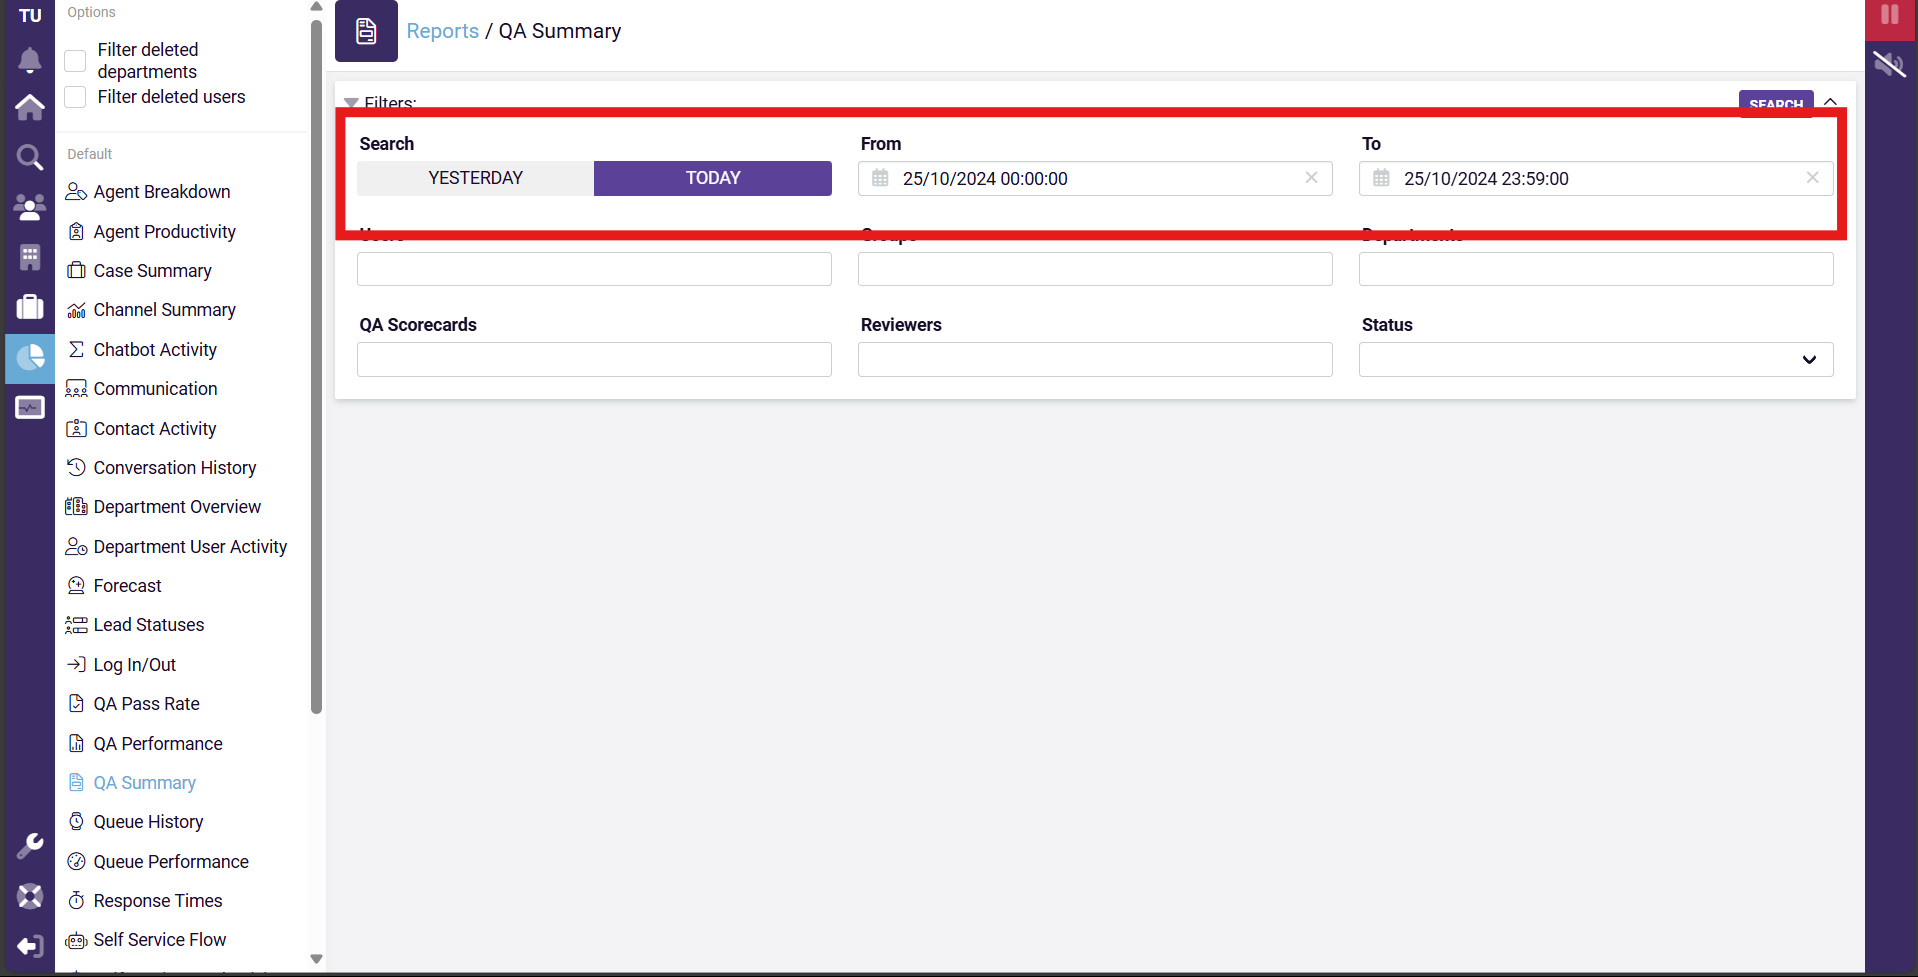 TU
Options
Filter deleted
departments
Filter deleted users
Default
Agent Breakdown
Agent Productivity
Case Summary
Channel Summary
Chatbot Activity
Communication
Contact Activity
Conversation History
Department Overview
Department User Activity
Forecast
Lead Statuses
Log In/Out
QA Pass Rate
QA Performance
QA Summary
Queue History
Queue Performance
Response Times
Self Service Flow
Reports / QA Summary
Filters:
SEARCH
Search
From
To
YESTERDAY
TODAY
25/10/2024 00:00:00
25/10/2024 23:59:00
Users
Groups
Departments
QA Scorecards
Reviewers
Status